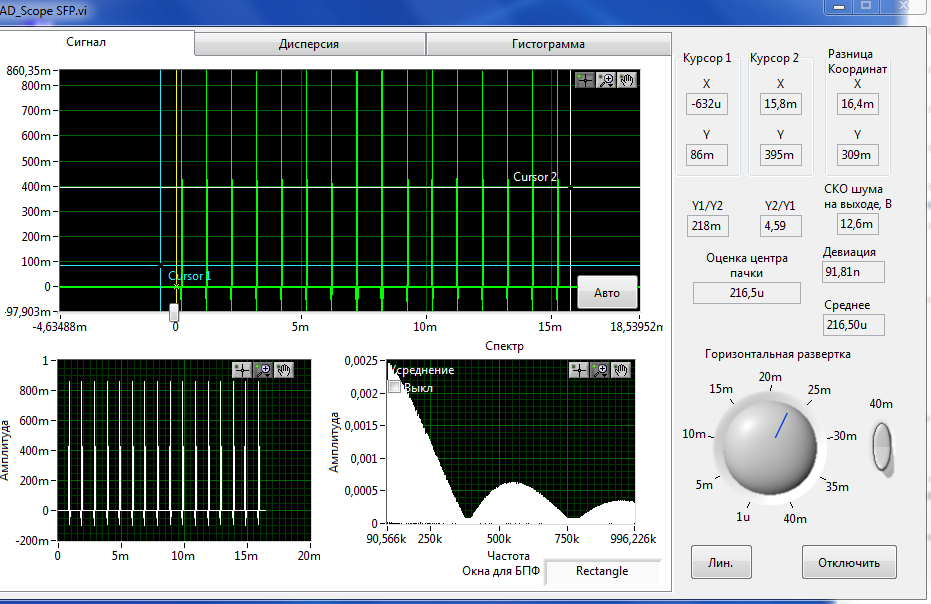 AD_Scope SFP.vi
Сигнал
Дисперсия
Гистограмма
860,35m
800m
700m
600m
500m
400m
300m
200m
100m
0
-97,903m
-4,63488m
0
5m
10m
15m
18,53952m
Cursor 2
Cursor 1
Авто
Курсор 1
X
-632u
Y
86m
Курсор 2
X
15,8m
Y
395m
Разница
Координат
X
16,4m
Y
309m
Y1/Y2
218m
Y2/Y1
4,59
СКО шума
на выходе, В
12,6m
Оценка центра
пачки
216,5u
Девиация
91,81n
Среднее
216,50u
Амплитуда
1
800m
600m
400m
200m
0
-200m
0
5m
10m
15m
20m
Спектр
Амплитуда
0,0025
0,002
0,0015
0,001
0,0005
0
усреднение
Выкл
90,566k
250k
500k
750k
996,226k
Частота
Окна для БПФ
Rectangle
Горизонтальная развертка
1u
5m
10m
15m
20m
25m
30m
35m
40m
40m
Лин.
Отключить